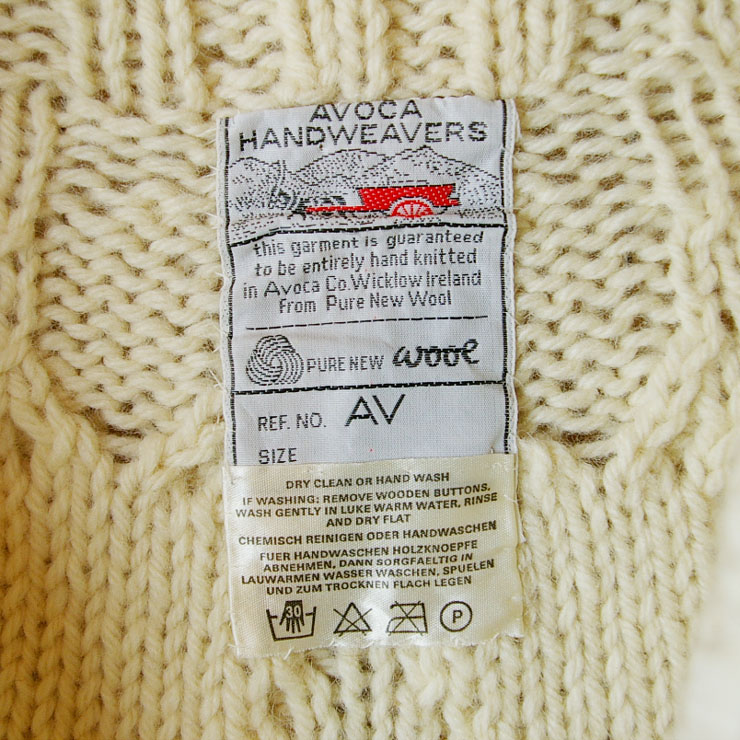 AVOCA
HANDWEAVERS
this garment is guaranteed
to be entirely hand knitted
in Avoca Co.Wicklow Ireland
from Pure New Wool
PURE NEW wool
REF. NO. AV
SIZE
DRY CLEAN OR HAND WASH
IF WASHING: REMOVE WOODEN BUTTONS.
WASH GENTLY IN LUKE WARM WATER, RINSE
AND DRY FLAT
CHEMISCH REINIGEN ODER HANDWASCHEN
FUER HANDWASCHEN HOLZKNOEPFE
ABNEHMEN, DANN SORGFAELTIG IN
LAUWARMEN WASSER WASCHEN, SPUELEN
UND ZUM TROCKNEN FLACH LEGEN
30 P